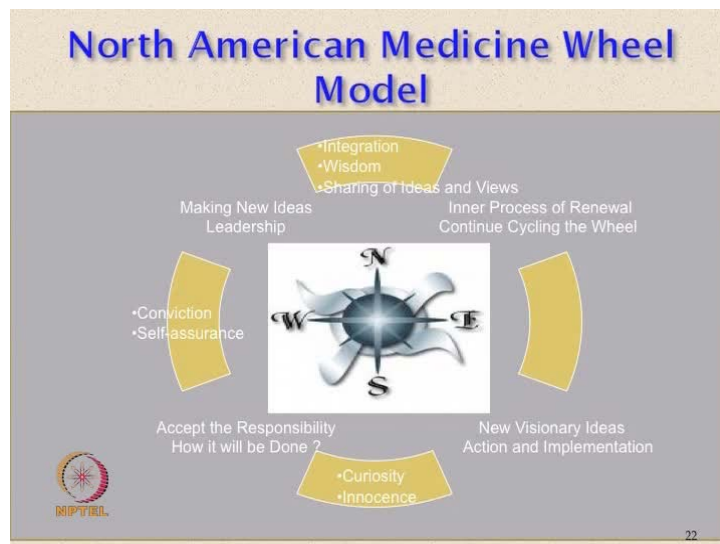 North American Medicine Wheel
Model
•Integration
•Wisdom
•Sharing of Ideas and Views
Making New Ideas
Leadership
Inner Process of Renewal
Continue Cycling the Wheel
N
W
E
S
•Conviction
•Self-assurance
Accept the Responsibility
How it will be Done ?
New Visionary Ideas
Action and Implementation
•Curiosity
•Innocence
NPTEL
22